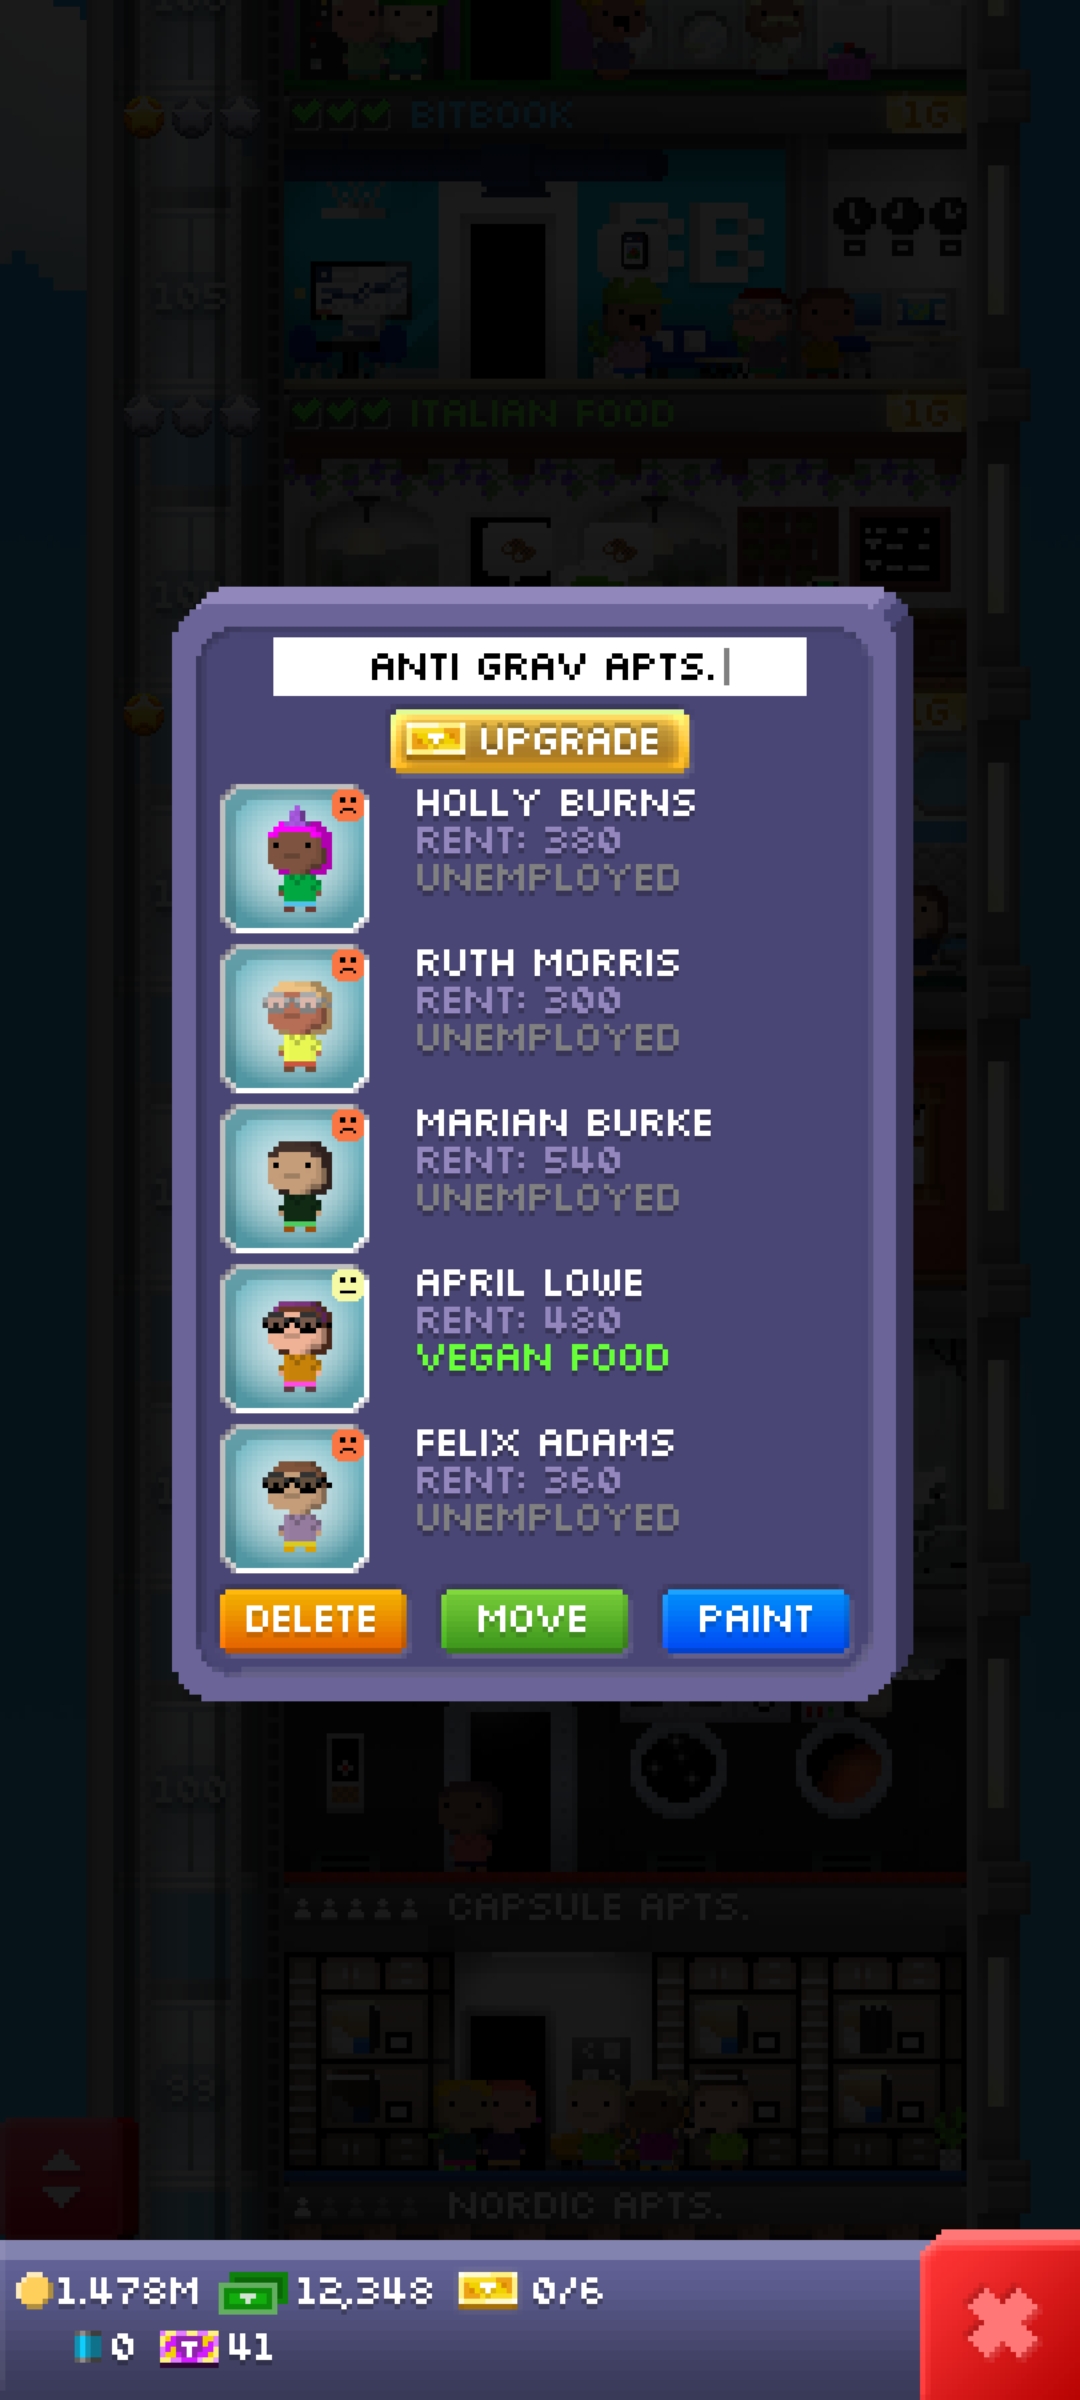 BITBOOK 1G
105
ITALIAN FOOD 1G
ANTI GRAV APTS.
UPGRADE
HOLLY BURNS
RENT: 380
UNEMPLOYED
RUTH MORRIS
RENT: 300
UNEMPLOYED
MARIAN BURKE
RENT: 540
UNEMPLOYED
APRIL LOWE
RENT: 480
VEGAN FOOD
FELIX ADAMS
RENT: 360
UNEMPLOYED
DELETE MOVE PAINT
100
CAPSULE APTS.
99
NORDIC APTS.
1.478M 12,348 0/6
0 41